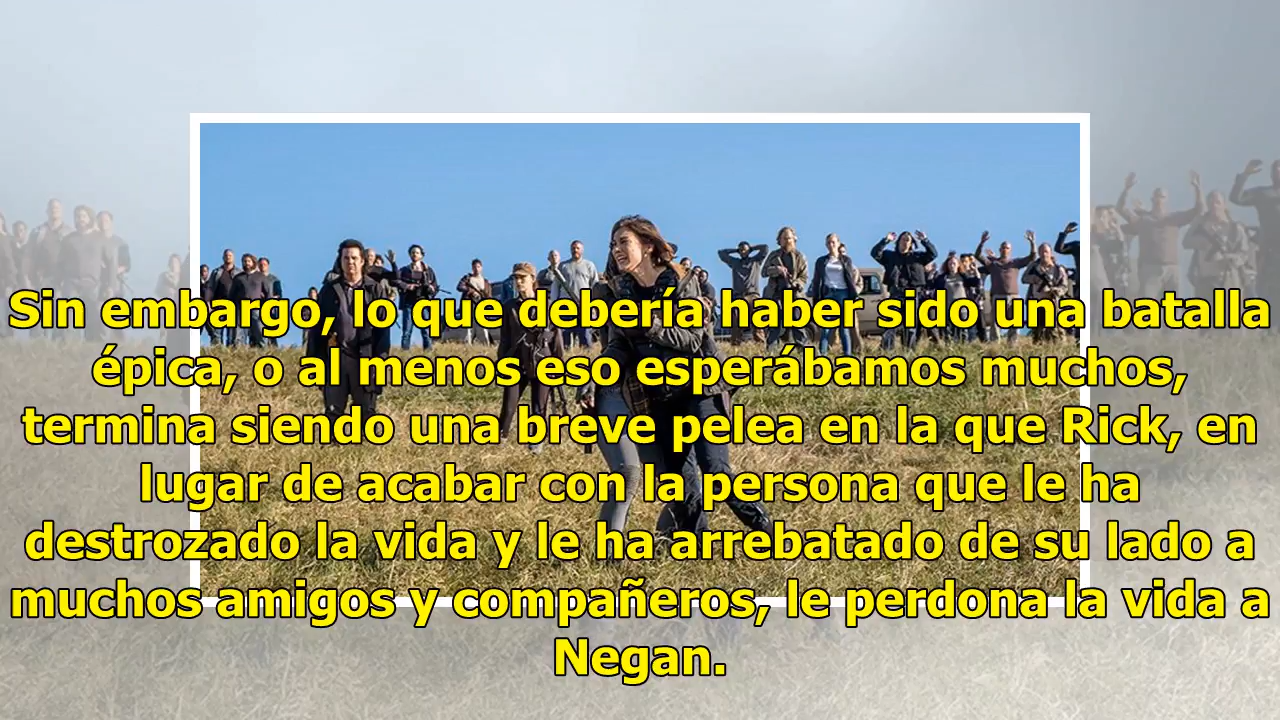 Sin embargo, lo que debería haber sido una batalla
épica, o al menos eso esperábamos muchos,
termina siendo una breve pelea en la que Rick, en
lugar de acabar con la persona que le ha
destrozado la vida y le ha arrebatado de su lado a
muchos amigos y compañeros, le perdona la vida a
Negan.